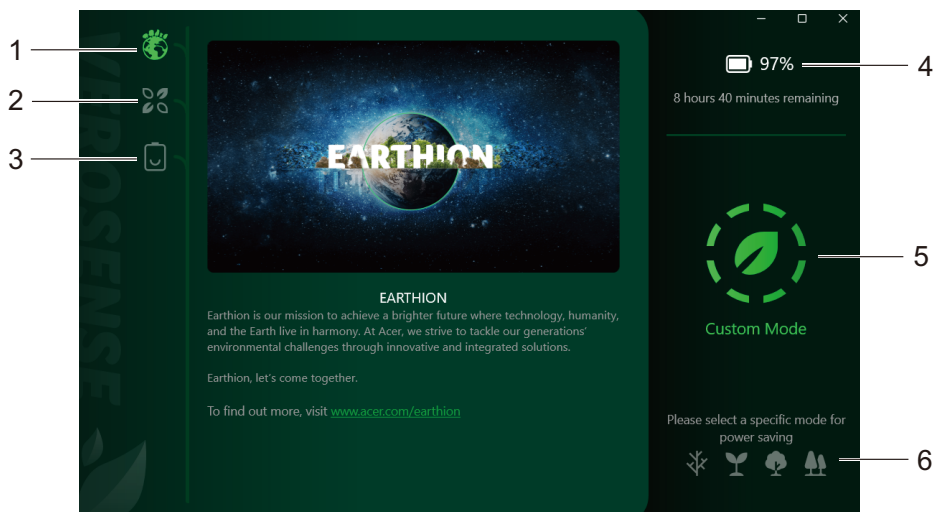 1
2
3
4
5
6
VEROSENSE
97%
8 hours 40 minutes remaining
EARTHION
EARTHION
Earthion is our mission to achieve a brighter future where technology, humanity,
and the Earth live in harmony. At Acer, we strive to tackle our generations'
environmental challenges through innovative and integrated solutions.
Earthion, let's come together.
To find out more, visit www.acer.com/earthion
Custom Mode
Please select a specific mode for
power saving